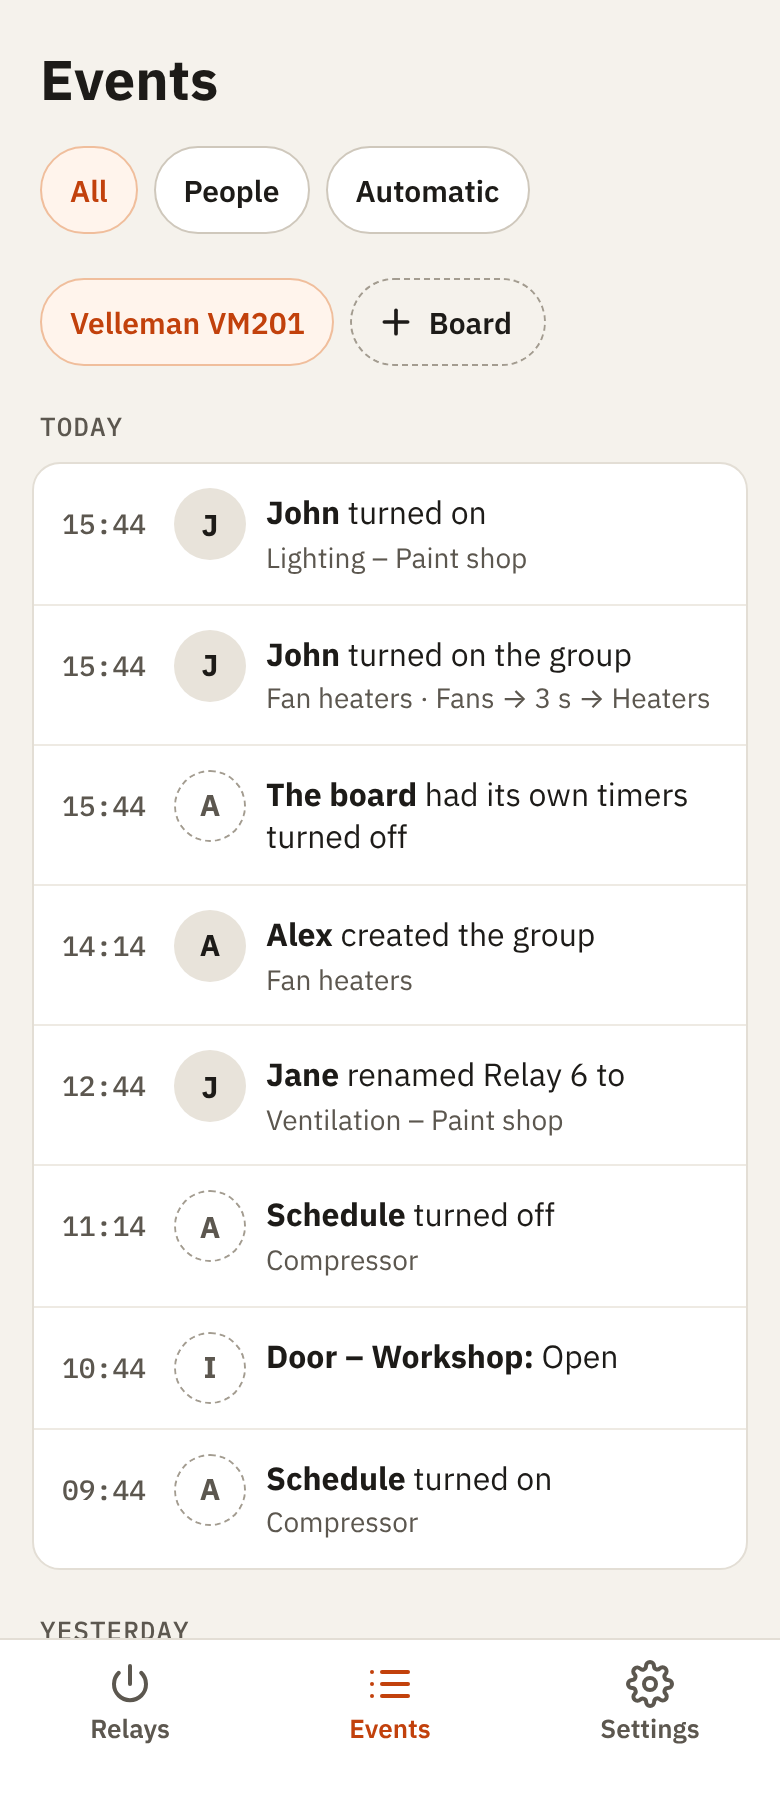 Events
All People Automatic
Velleman VM201 + Board
TODAY
15:44 J John turned on
Lighting – Paint shop
15:44 J John turned on the group
Fan heaters · Fans → 3 s → Heaters
15:44 A The board had its own timers
turned off
14:14 A Alex created the group
Fan heaters
12:44 J Jane renamed Relay 6 to
Ventilation – Paint shop
11:14 A Schedule turned off
Compressor
10:44 I Door – Workshop: Open
09:44 A Schedule turned on
Compressor
YESTERDAY
Relays Events Settings